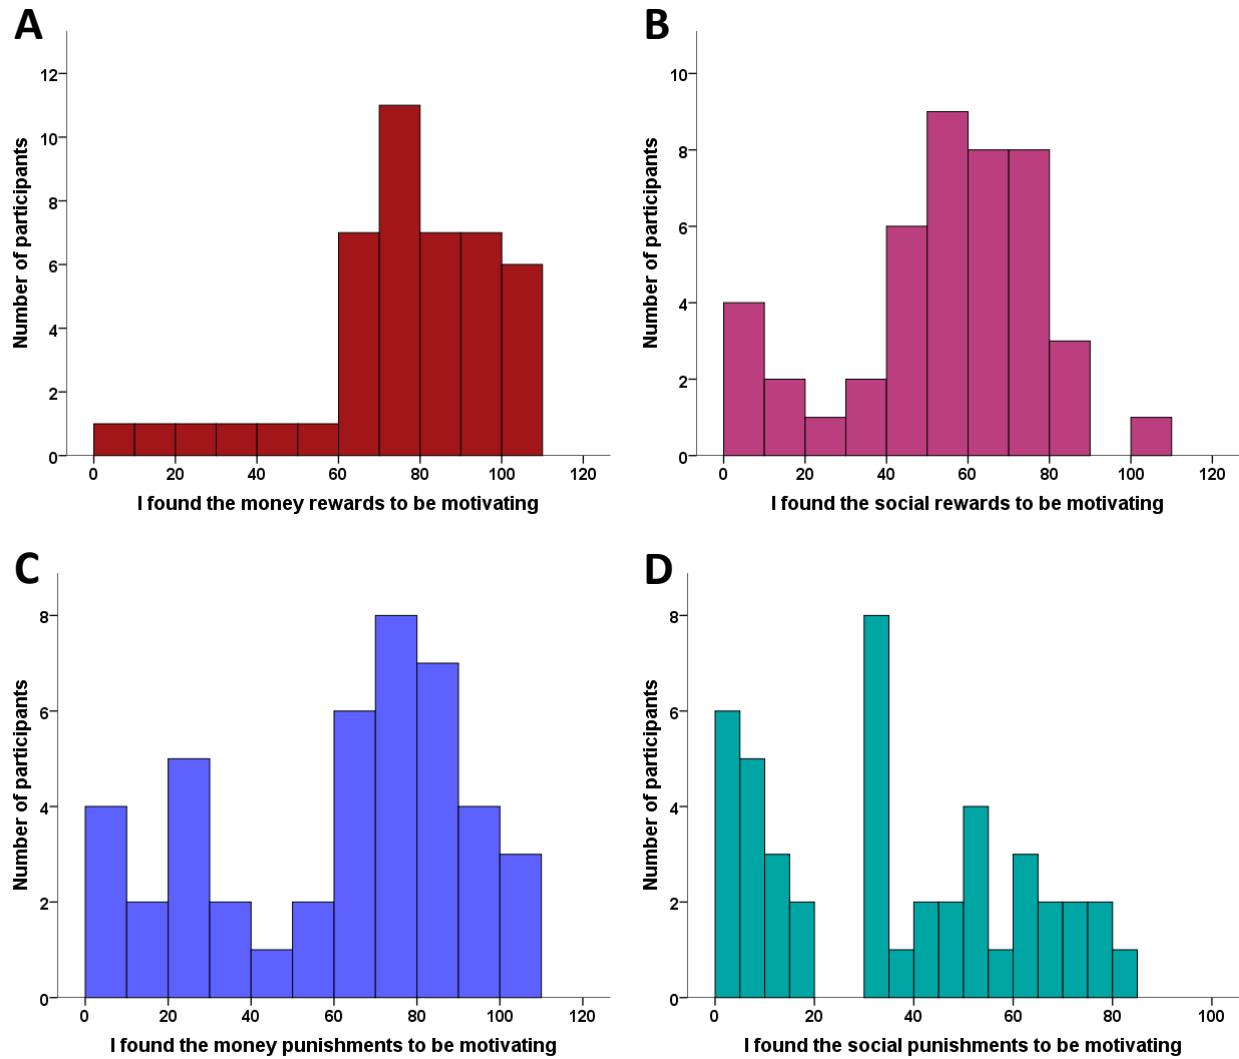 A
Number of participants
12
10
8
6
4
2
0
0 20 40 60 80 100 120
I found the money rewards to be motivating
B
Number of participants
10
8
6
4
2
0
0 20 40 60 80 100 120
I found the social rewards to be motivating
C
Number of participants
8
6
4
2
0
0 20 40 60 80 100 120
I found the money punishments to be motivating
D
Number of participants
8
6
4
2
0
0 20 40 60 80 100
I found the social punishments to be motivating